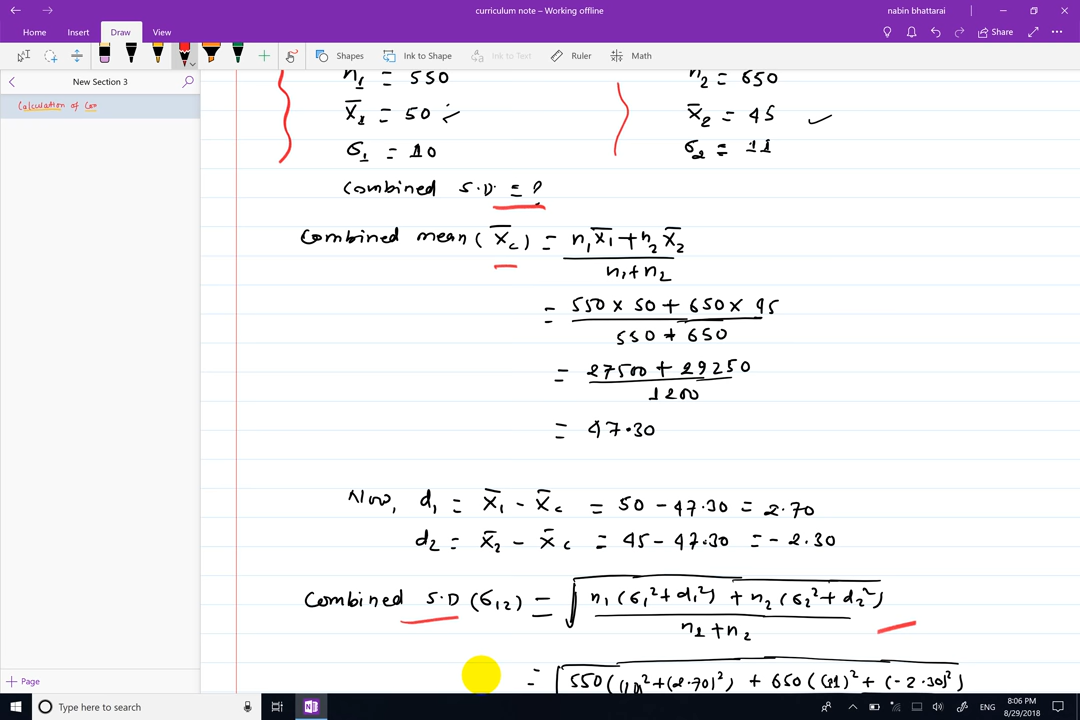 curriculum note – Working offline
nabin bhattarai
Home Insert Draw View
Share
Shapes Ink to Shape Ink to Text Ruler Math
New Section 3
Calculation of Com
n₁ = 550 n₂ = 650
x̄₁ = 50 x̄₂ = 45
σ₁ = 10 σ₂ = 11
Combined S.D. = ?
Combined mean (x̄c) = n₁x̄₁ + n₂x̄₂
n₁ + n₂
= 550 × 50 + 650 × 45
550 + 650
= 27500 + 29250
1200
= 47.30
Now, d₁ = x̄₁ − x̄c = 50 − 47.30 = 2.70
d₂ = x̄₂ − x̄c = 45 − 47.30 = − 2.30
Combined S.D (σ₁₂) = √ n₁ (σ₁² + d₁²) + n₂ (σ₂² + d₂²)
n₁ + n₂
= √ 550 ((10)² + (2.70)²) + 650 ((11)² + (−2.30)²)
Page
Type here to search
ENG
8:06 PM
8/29/2018